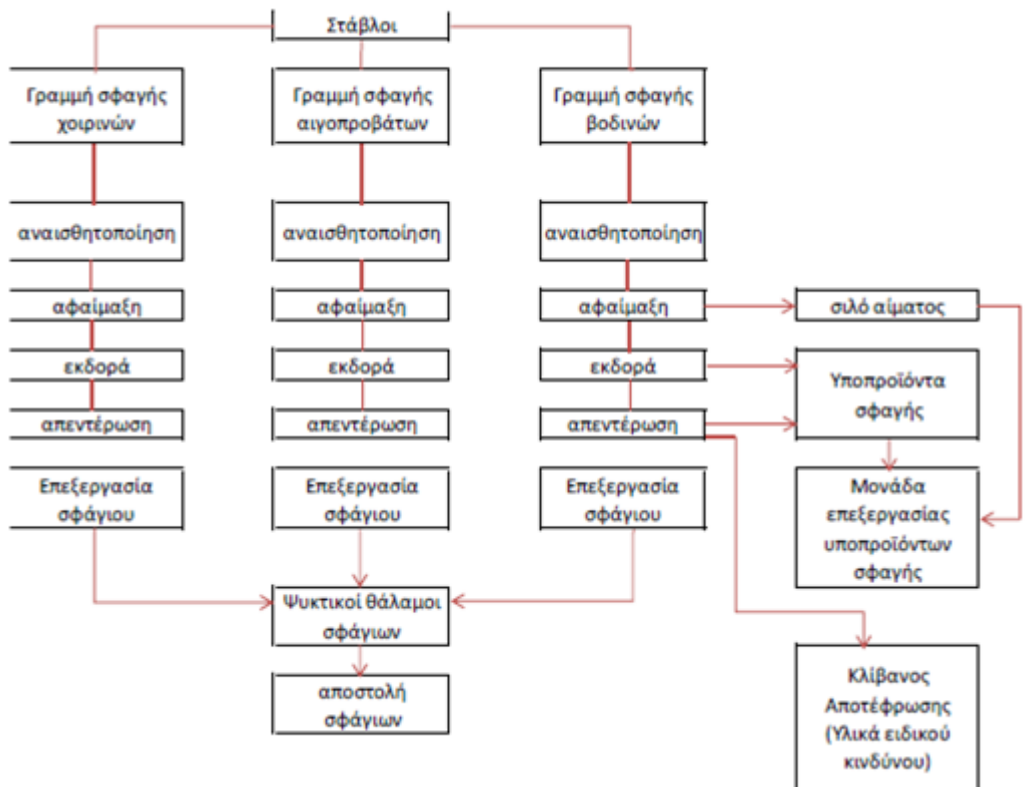 Στάβλοι
Γραμμή σφαγής
χοιρινών
Γραμμή σφαγής
αιγοπροβάτων
Γραμμή σφαγής
βοδινών
αναισθητοποίηση
αναισθητοποίηση
αναισθητοποίηση
αφαίμαξη
αφαίμαξη
αφαίμαξη
σιλό αίματος
εκδορά
εκδορά
εκδορά
Υποπροϊόντα
σφαγής
απεντέρωση
απεντέρωση
απεντέρωση
Επεξεργασία
σφάγιου
Επεξεργασία
σφάγιου
Επεξεργασία
σφάγιου
Μονάδα
επεξεργασίας
υποπροϊόντων
σφαγής
Ψυκτικοί θάλαμοι
σφάγιων
αποστολή
σφάγιων
Κλίβανος
Αποτέφρωσης
(Υλικά ειδικού
κινδύνου)